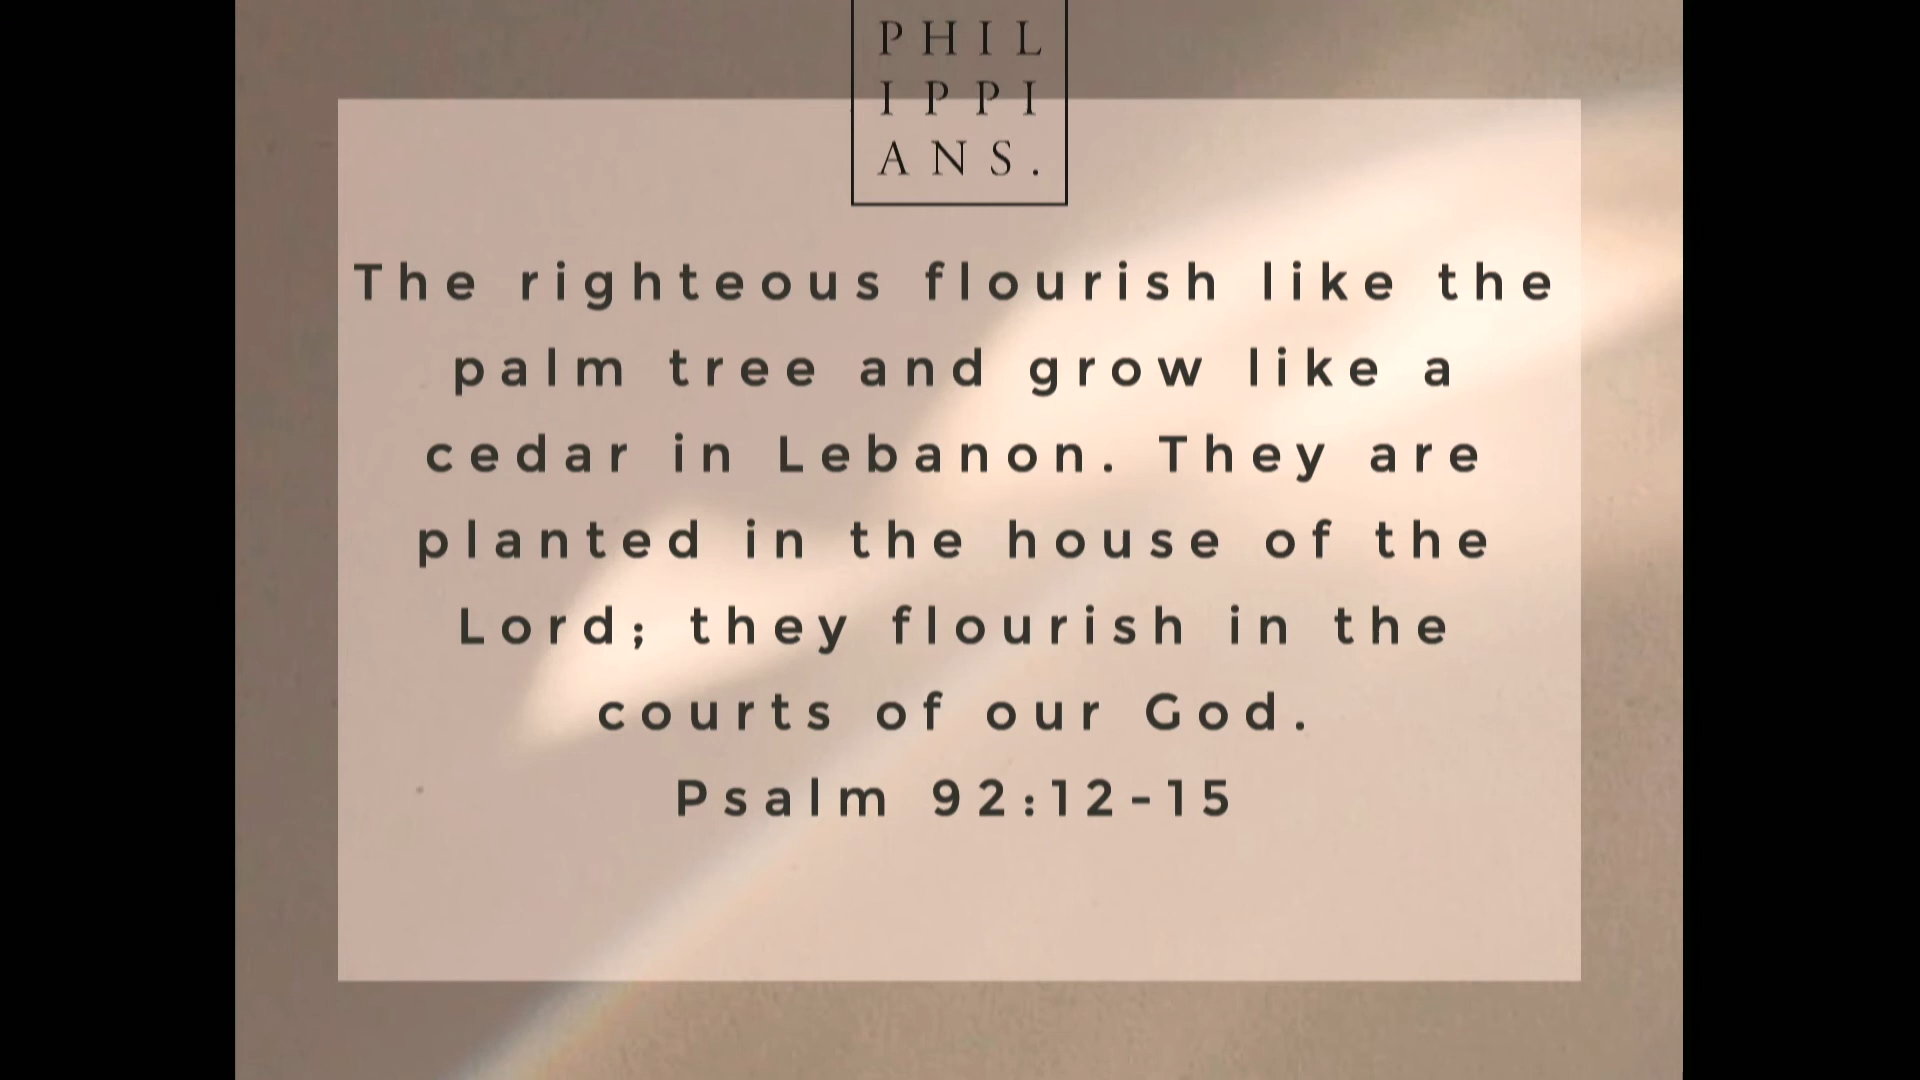 PHIL
IPPI
ANS.
The righteous flourish like the
palm tree and grow like a
cedar in Lebanon. They are
planted in the house of the
Lord; they flourish in the
courts of our God.
Psalm 92:12-15